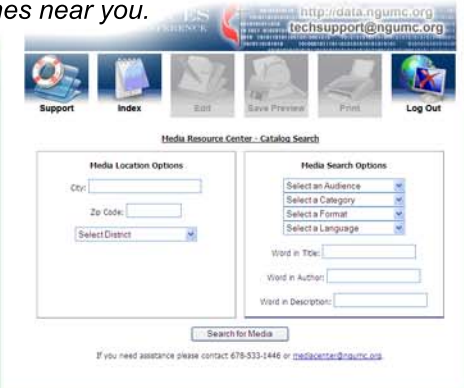 nes near you.
http://data.ngumc.org
techsupport@ngumc.org
Support Index Edit Save Preview Print Log Out
Media Resource Center - Catalog Search
Media Location Options
City:
Zip Code:
Select District
Media Search Options
Select an Audience
Select a Category
Select a Format
Select a Language
Word in Title:
Word in Author:
Word in Description:
Search for Media
If you need assistance please contact 678-533-1446 or mediacenter@ngumc.org.